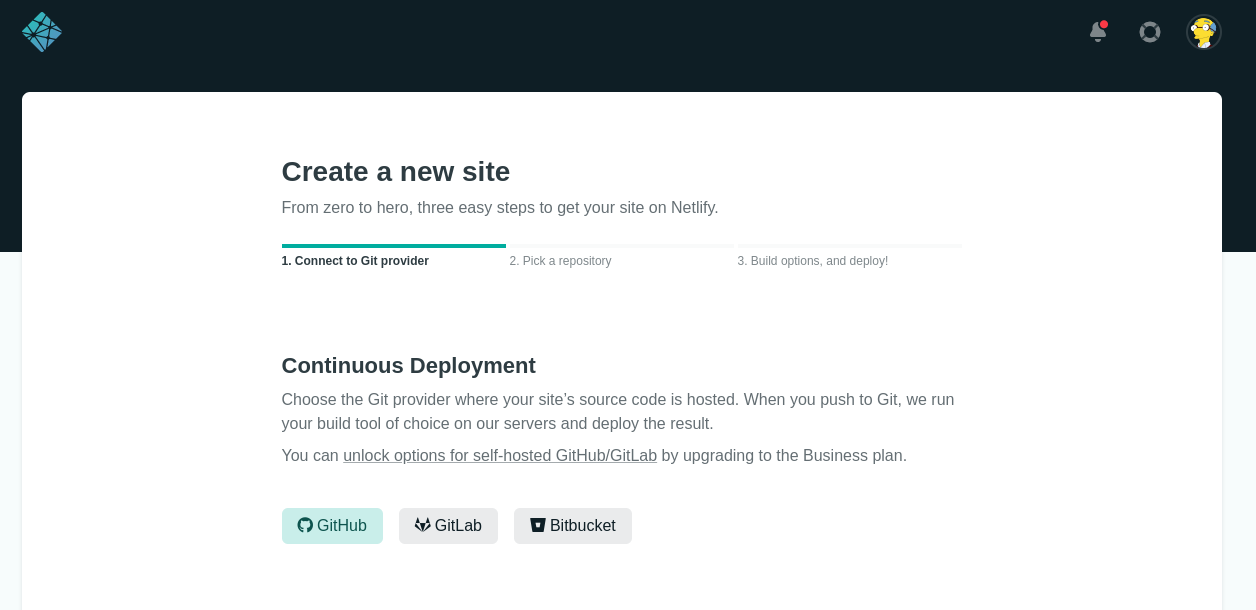 Create a new site
From zero to hero, three easy steps to get your site on Netlify.
1. Connect to Git provider
2. Pick a repository
3. Build options, and deploy!
Continuous Deployment
Choose the Git provider where your site’s source code is hosted. When you push to Git, we run
your build tool of choice on our servers and deploy the result.
You can unlock options for self-hosted GitHub/GitLab by upgrading to the Business plan.
GitHub
GitLab
Bitbucket